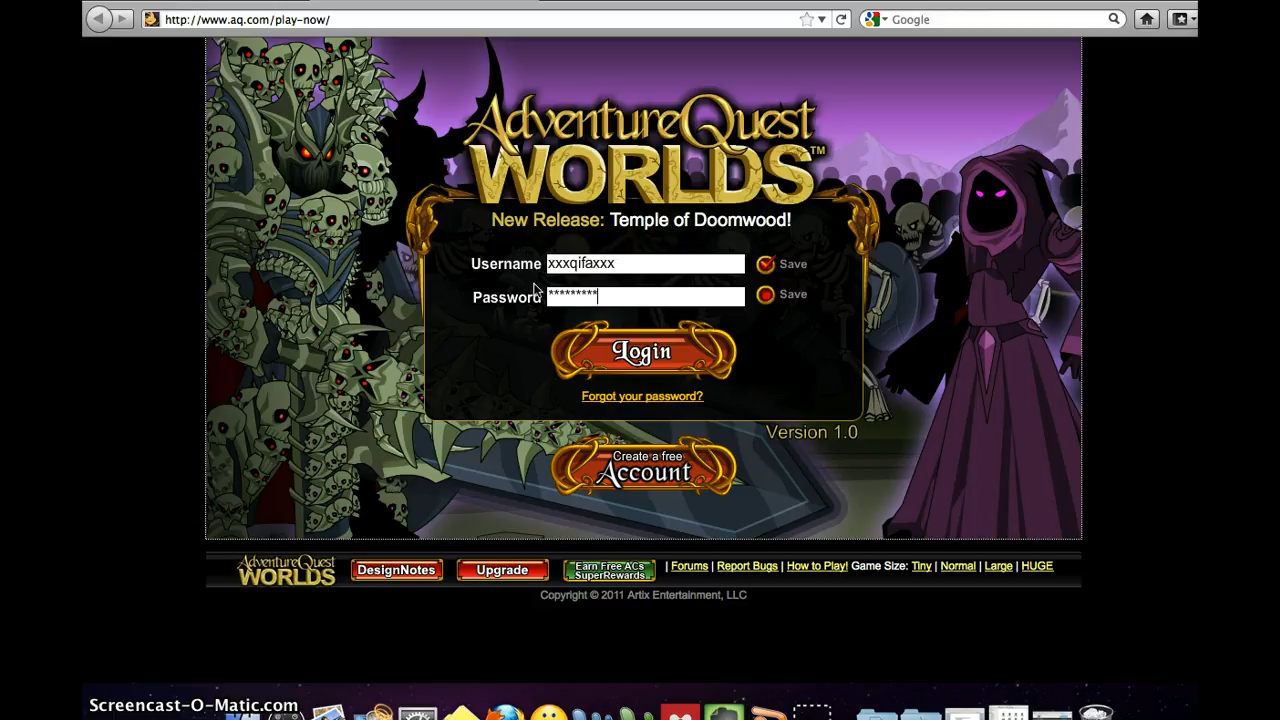 http://www.aq.com/play-now/
Google
AdventureQuest
WORLDS™
New Release: Temple of Doomwood!
Username xxxqifaxxx Save
Password ********* Save
Login
Forgot your password?
Version 1.0
Create a free
Account
AdventureQuest
WORLDS
DesignNotes
Upgrade
Earn Free ACs
SuperRewards
| Forums | Report Bugs | How to Play! Game Size: Tiny | Normal | Large | HUGE
Copyright © 2011 Artix Entertainment, LLC
Screencast-O-Matic.com